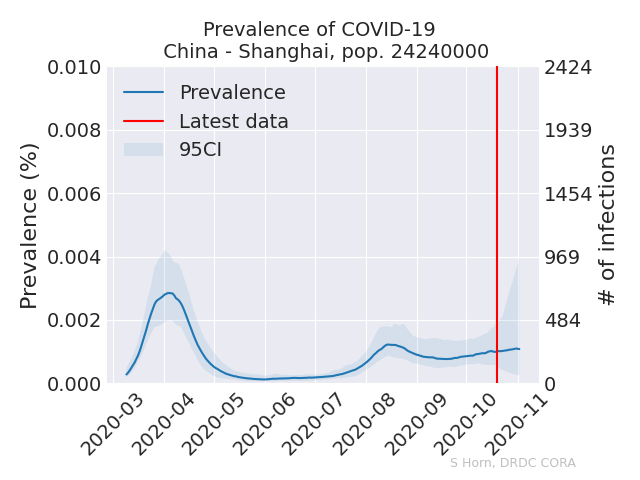 Prevalence of COVID-19
China - Shanghai, pop. 24240000
Prevalence
Latest data
95CI
Prevalence (%)
0.010
0.008
0.006
0.004
0.002
0.000
2424
1939
1454
969
484
0
# of infections
2020-03
2020-04
2020-05
2020-06
2020-07
2020-08
2020-09
2020-10
2020-11
S Horn, DRDC CORA